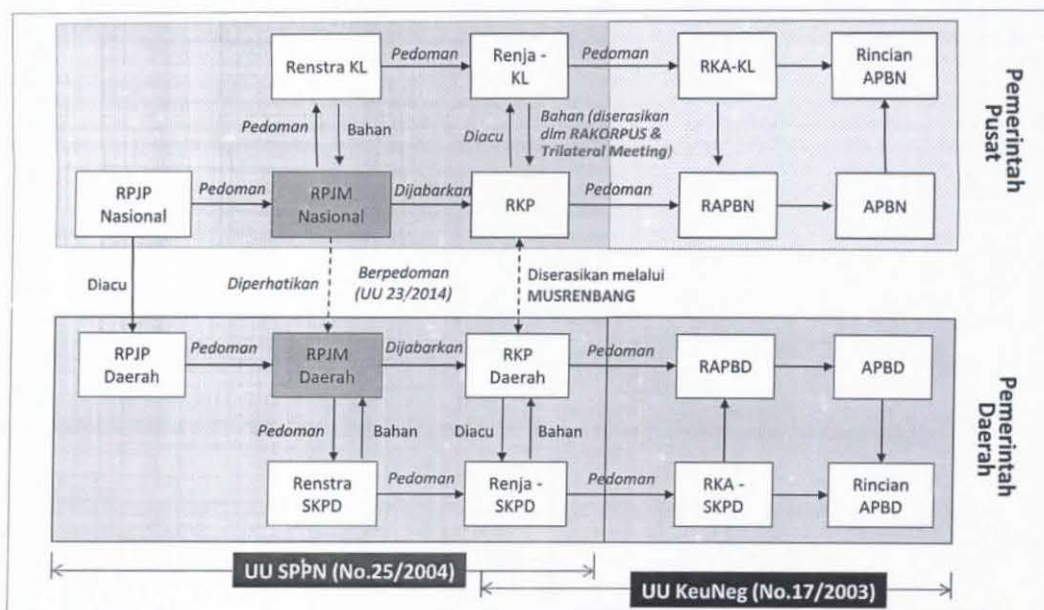 Pedoman
Pedoman
Renstra KL
Renja -
KL
RKA-KL
Rincian
APBN
Pemerintah
Pusat
Pedoman
Bahan
Diacu
Bahan (diserasikan
dlm RAKORPUS &
Trilateral Meeting)
RPJP
Nasional
Pedoman
RPJM
Nasional
Dijabarkan
RKP
Pedoman
RAPBN
APBN
Diacu
Diperhatikan
Berpedoman
(UU 23/2014)
Diserasikan melalui
MUSRENBANG
RPJP
Daerah
Pedoman
RPJM
Daerah
Dijabarkan
RKP
Daerah
Pedoman
RAPBD
APBD
Pemerintah
Daerah
Pedoman
Bahan
Diacu
Bahan
Renstra
SKPD
Pedoman
Renja -
SKPD
Pedoman
RKA -
SKPD
Rincian
APBD
UU SPPN (No.25/2004)
UU KeuNeg (No.17/2003)